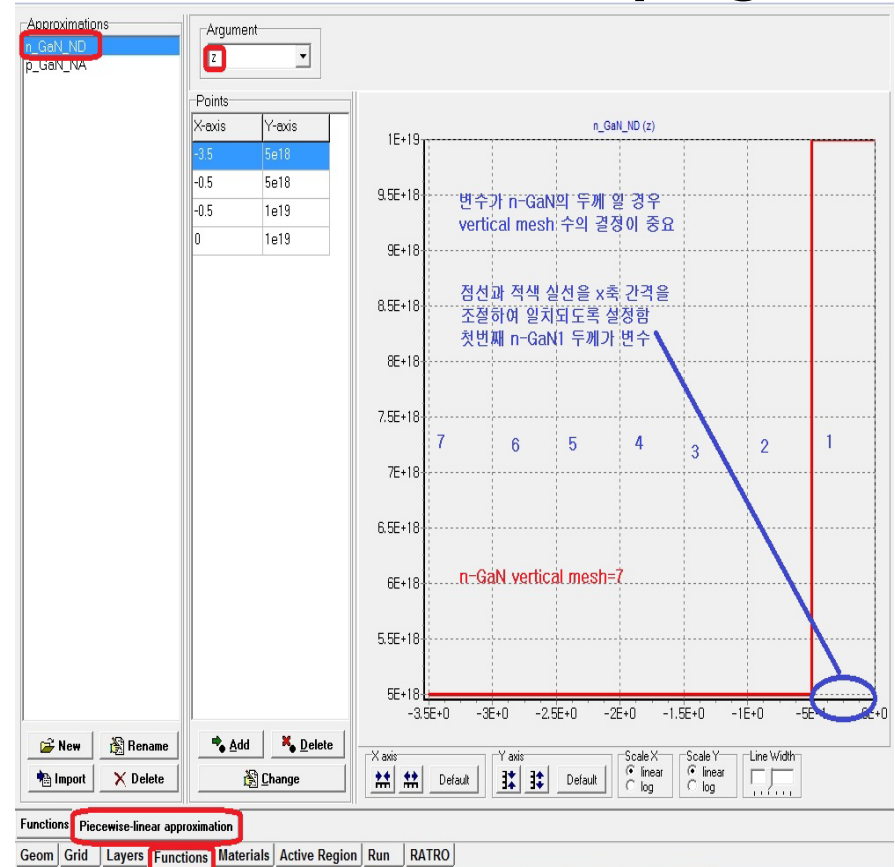 Approximations
n_GaN_ND
p_GaN_NA
Argument
z
Points
X-axis Y-axis
-3.5 5e18
-0.5 5e18
-0.5 1e19
0 1e19
n_GaN_ND (z)
1E+19
9.5E+18
9E+18
8.5E+18
8E+18
7.5E+18
7E+18
6.5E+18
6E+18
5.5E+18
5E+18
변수가 n-GaN의 두께 일 경우
vertical mesh 수의 결정이 중요
점선과 적색 실선을 x축 간격을
조절하여 일치되도록 설정함
첫번째 n-GaN1 두께가 변수
7 6 5 4 3 2 1
n-GaN vertical mesh=7
-3.5E+0 -3E+0 -2.5E+0 -2E+0 -1.5E+0 -1E+0
New Rename
Import Delete
Add Delete
Change
X axis Y axis Scale X Scale Y Line Width
Default Default linear linear
log log
Functions Piecewise-linear approximation
Geom Grid Layers Functions Materials Active Region Run RATRO